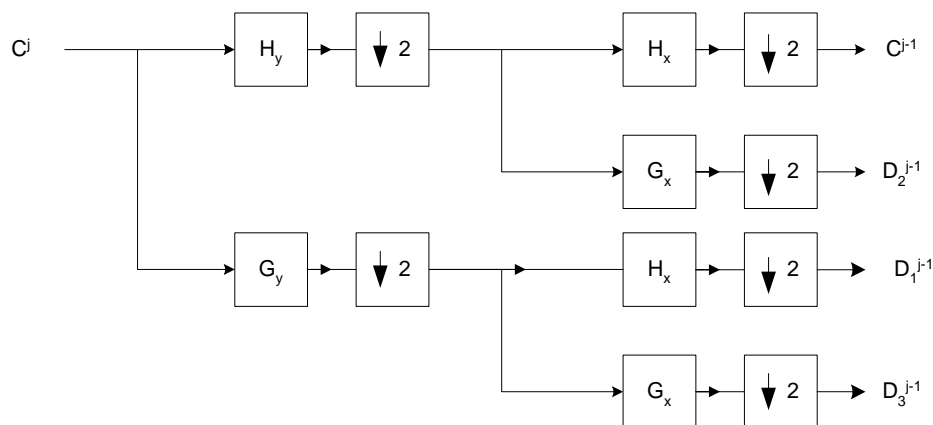 C^j H_y 2 H_x 2 C^j-1
G_x 2 D_2^j-1
G_y 2 H_x 2 D_1^j-1
G_x 2 D_3^j-1